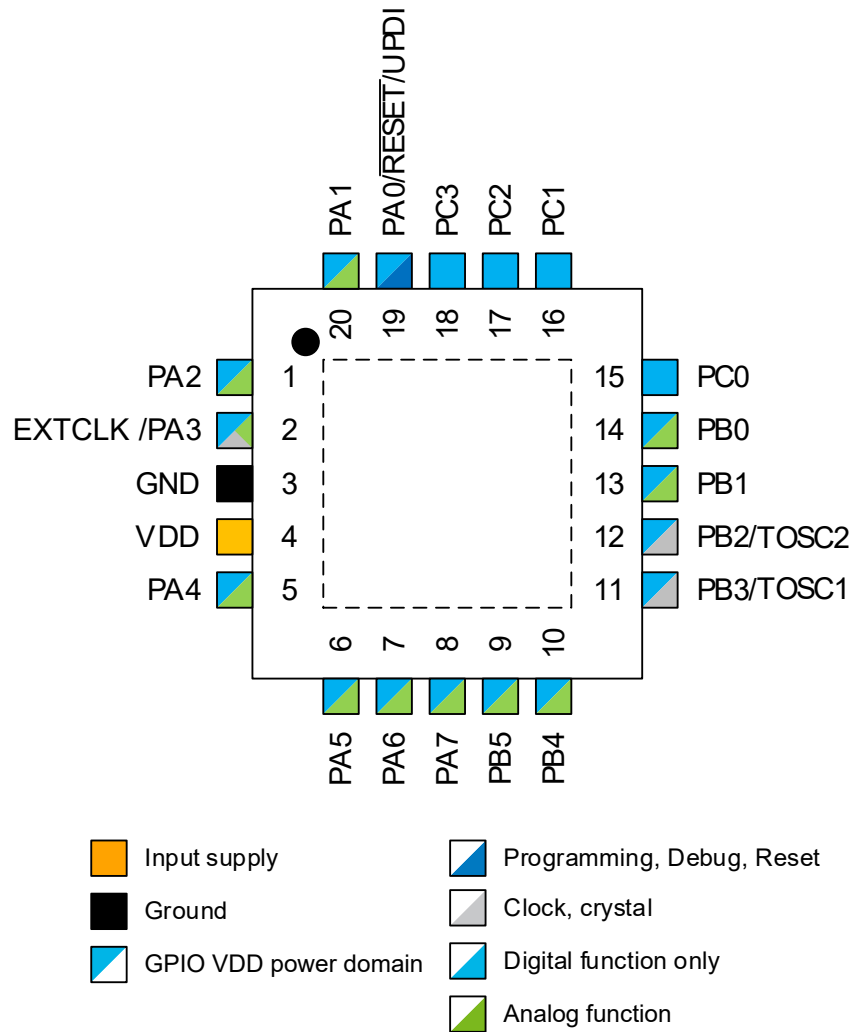 PA1
PA0/RESET/UPDI
PC3
PC2
PC1
20
19
18
17
16
PA2 1
EXTCLK /PA3 2
GND 3
VDD 4
PA4 5
15 PC0
14 PB0
13 PB1
12 PB2/TOSC2
11 PB3/TOSC1
6
7
8
9
10
PA5
PA6
PA7
PB5
PB4
Input supply
Ground
GPIO VDD power domain
Programming, Debug, Reset
Clock, crystal
Digital function only
Analog function